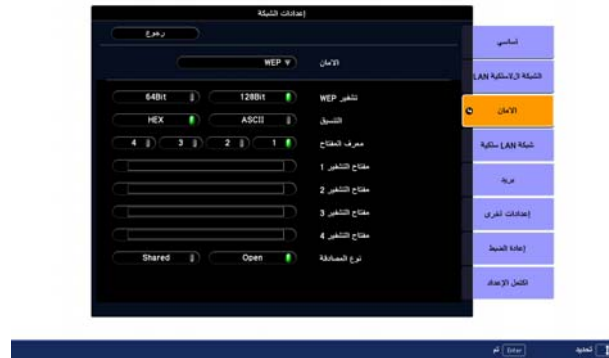 إعدادات الشبكة
رجوع
الامان WEP
تشفير WEP 128Bit 64Bit
التنسيق ASCII HEX
معرف المفتاح 1 2 3 4
مفتاح التشفير 1
مفتاح التشفير 2
مفتاح التشفير 3
مفتاح التشفير 4
نوع المصادقة Open Shared
أساسي
الشبكة اللاسلكية LAN
الامان
شبكة LAN سلكية
بريد
إعدادات أخرى
إعادة الضبط
اكتمل الإعداد
تحديد Enter تم